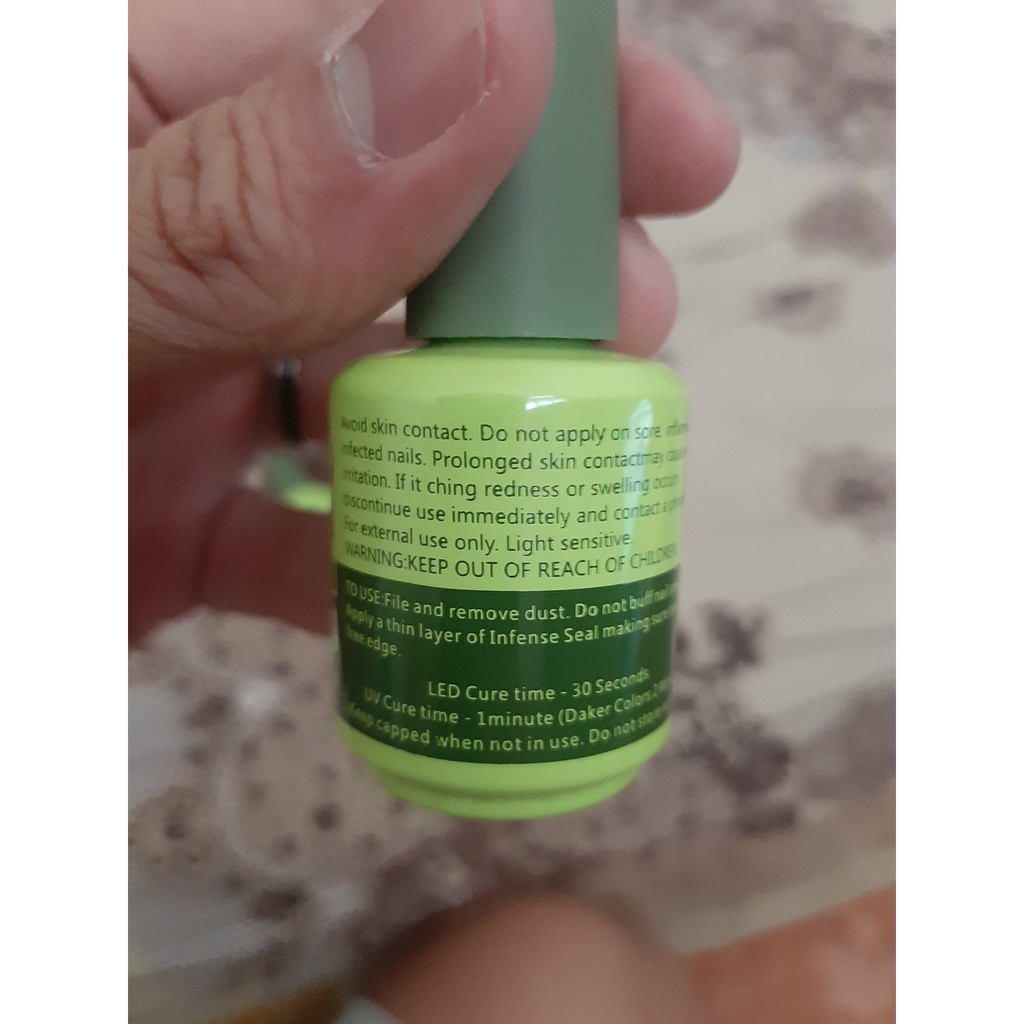 Avoid skin contact. Do not apply on sore,
infected nails. Prolonged skin contactmay
irritation. If it ching redness or swelling occurs
discontinue use immediately and contact a
For external use only. Light sensitive.
WARNING:KEEP OUT OF REACH OF CHILDREN
TO USE:File and remove dust. Do not buff nail
Apply a thin layer of Infense Seal making sure
free edge.
LED Cure time - 30 Seconds
UV Cure time - 1minute (Daker Colors 2
Keep capped when not in use. Do not store